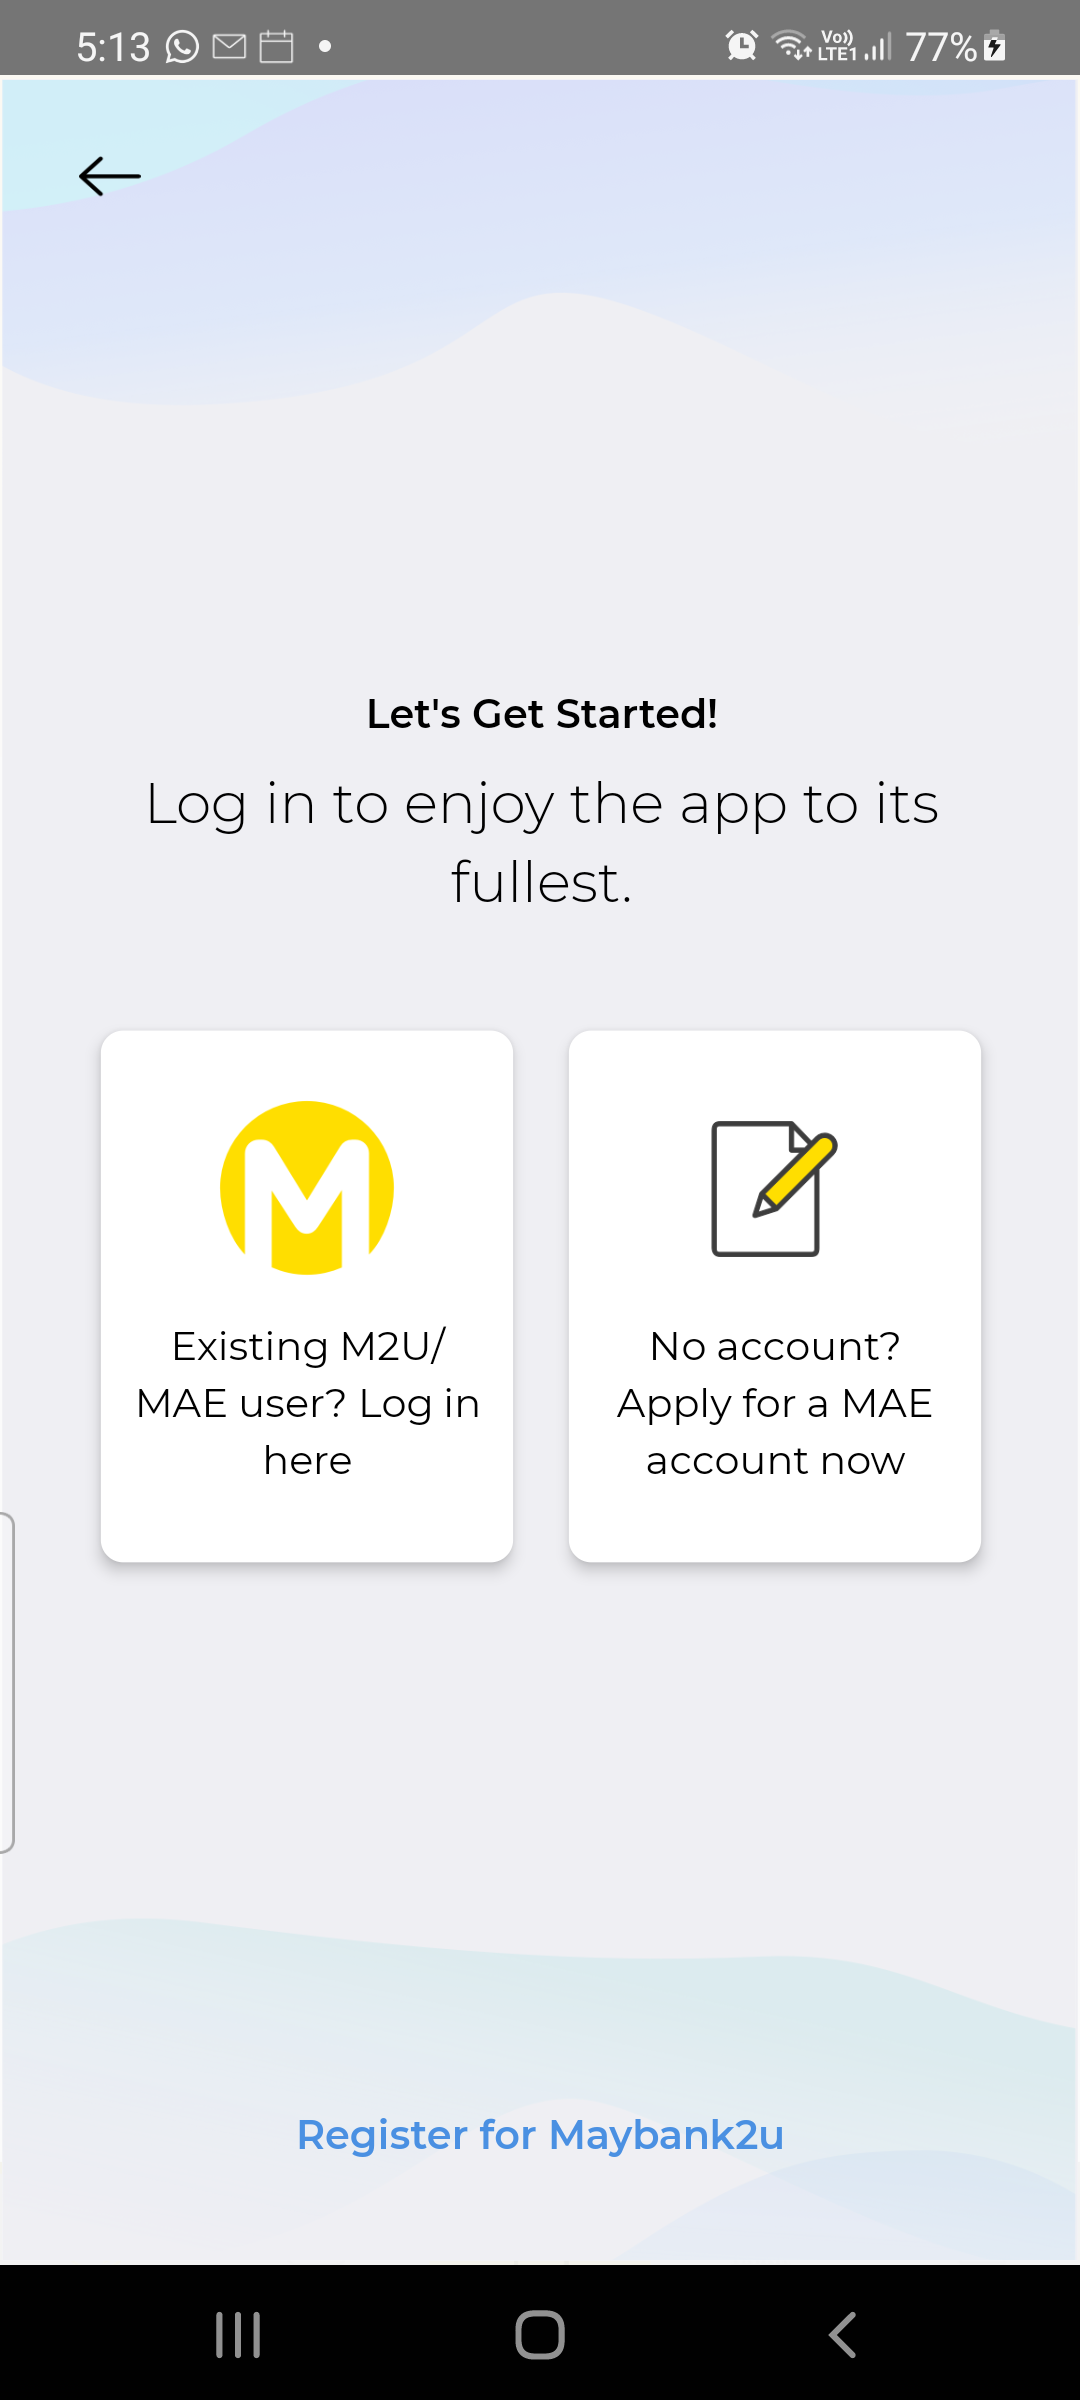 5:13 Vo)) LTE1 77%
Let's Get Started!
Log in to enjoy the app to its
fullest.
Existing M2U/
MAE user? Log in
here
No account?
Apply for a MAE
account now
Register for Maybank2u